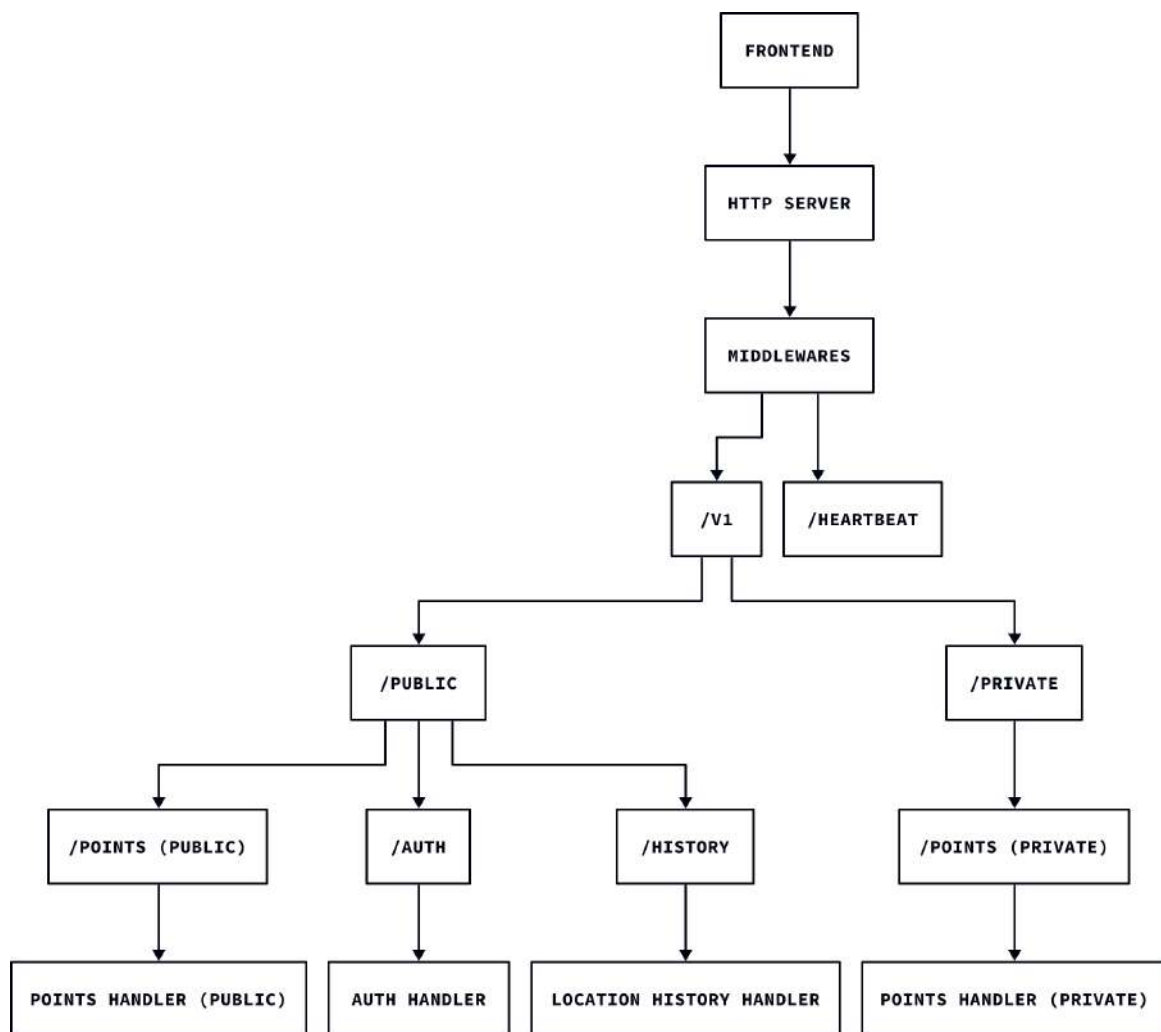 FRONTEND
HTTP SERVER
MIDDLEWARES
/V1
/HEARTBEAT
/PUBLIC
/PRIVATE
/POINTS (PUBLIC)
/AUTH
/HISTORY
/POINTS (PRIVATE)
POINTS HANDLER (PUBLIC)
AUTH HANDLER
LOCATION HISTORY HANDLER
POINTS HANDLER (PRIVATE)